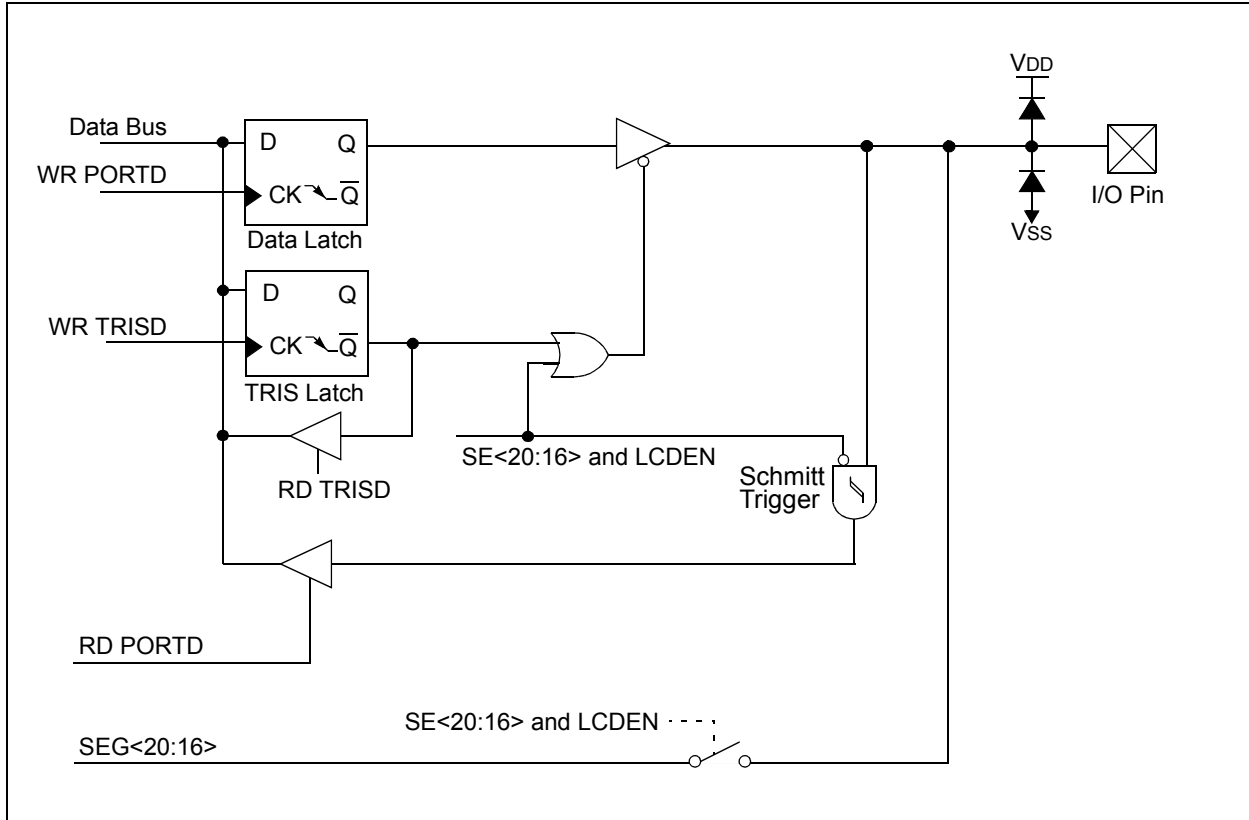 VDD
Data Bus
D Q
WR PORTD
CK Q̅
I/O Pin
Data Latch
VSS
D Q
WR TRISD
CK Q̅
TRIS Latch
SE<20:16> and LCDEN
Schmitt
Trigger
RD TRISD
RD PORTD
SE<20:16> and LCDEN
SEG<20:16>